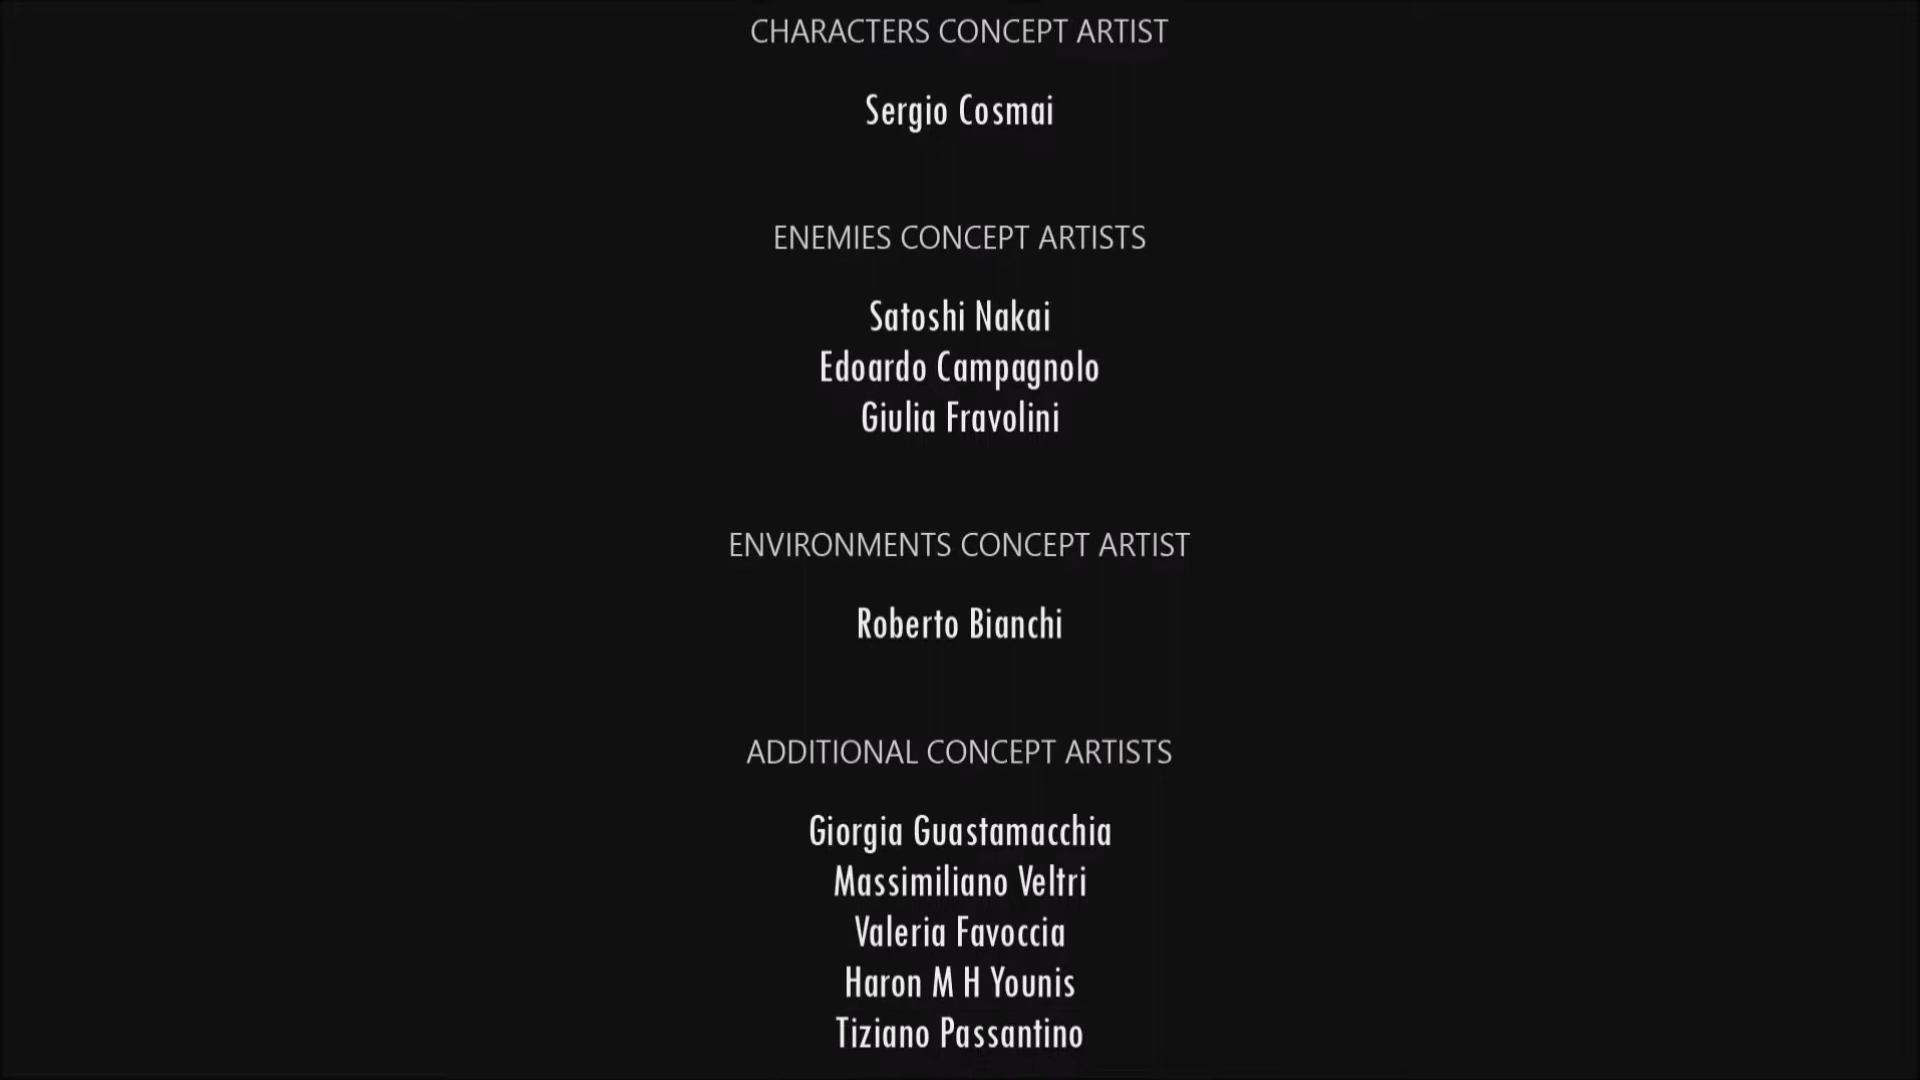 CHARACTERS CONCEPT ARTIST
Sergio Cosmai
ENEMIES CONCEPT ARTISTS
Satoshi Nakai
Edoardo Campagnolo
Giulia Fravolini
ENVIRONMENTS CONCEPT ARTIST
Roberto Bianchi
ADDITIONAL CONCEPT ARTISTS
Giorgia Guastamacchia
Massimiliano Veltri
Valeria Favoccia
Haron M H Younis
Tiziano Passantino